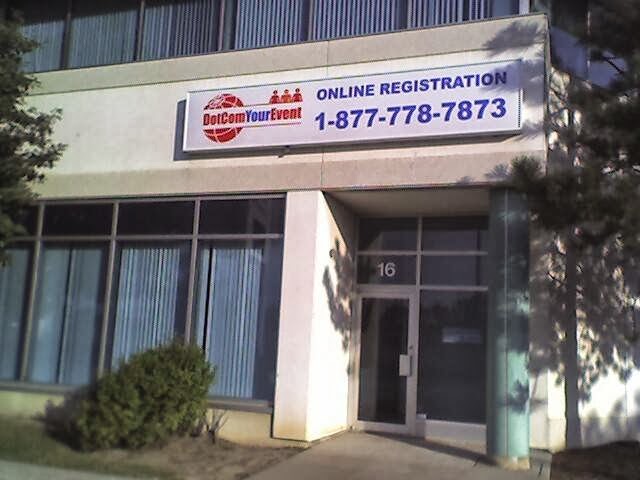 DotComYourEvent
ONLINE REGISTRATION
1-877-778-7873
16